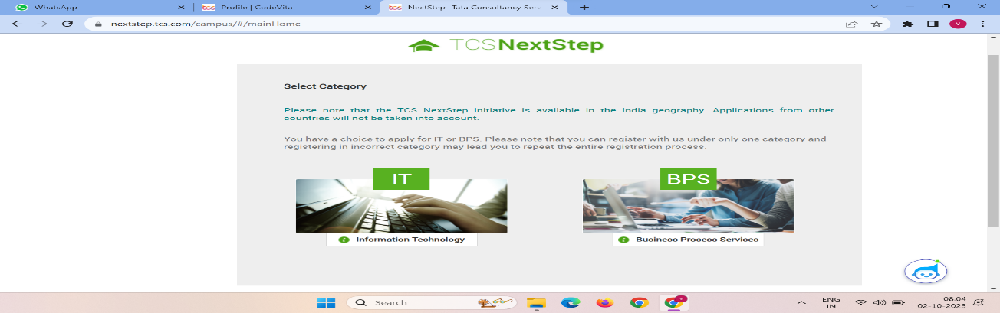 WhatsApp
Profile | CodeVita
NextStep - Tata Consultancy Serv
nextstep.tcs.com/campus/#/mainHome
TCS NextStep
Select Category
Please note that the TCS NextStep initiative is available in the India geography. Applications from other
countries will not be taken into account.
You have a choice to apply for IT or BPS. Please note that you can register with us under only one category and
registering in incorrect category may lead you to repeat the entire registration process.
IT
BPS
Information Technology
Business Process Services
Search
ENG
IN
08:04
02-10-2023